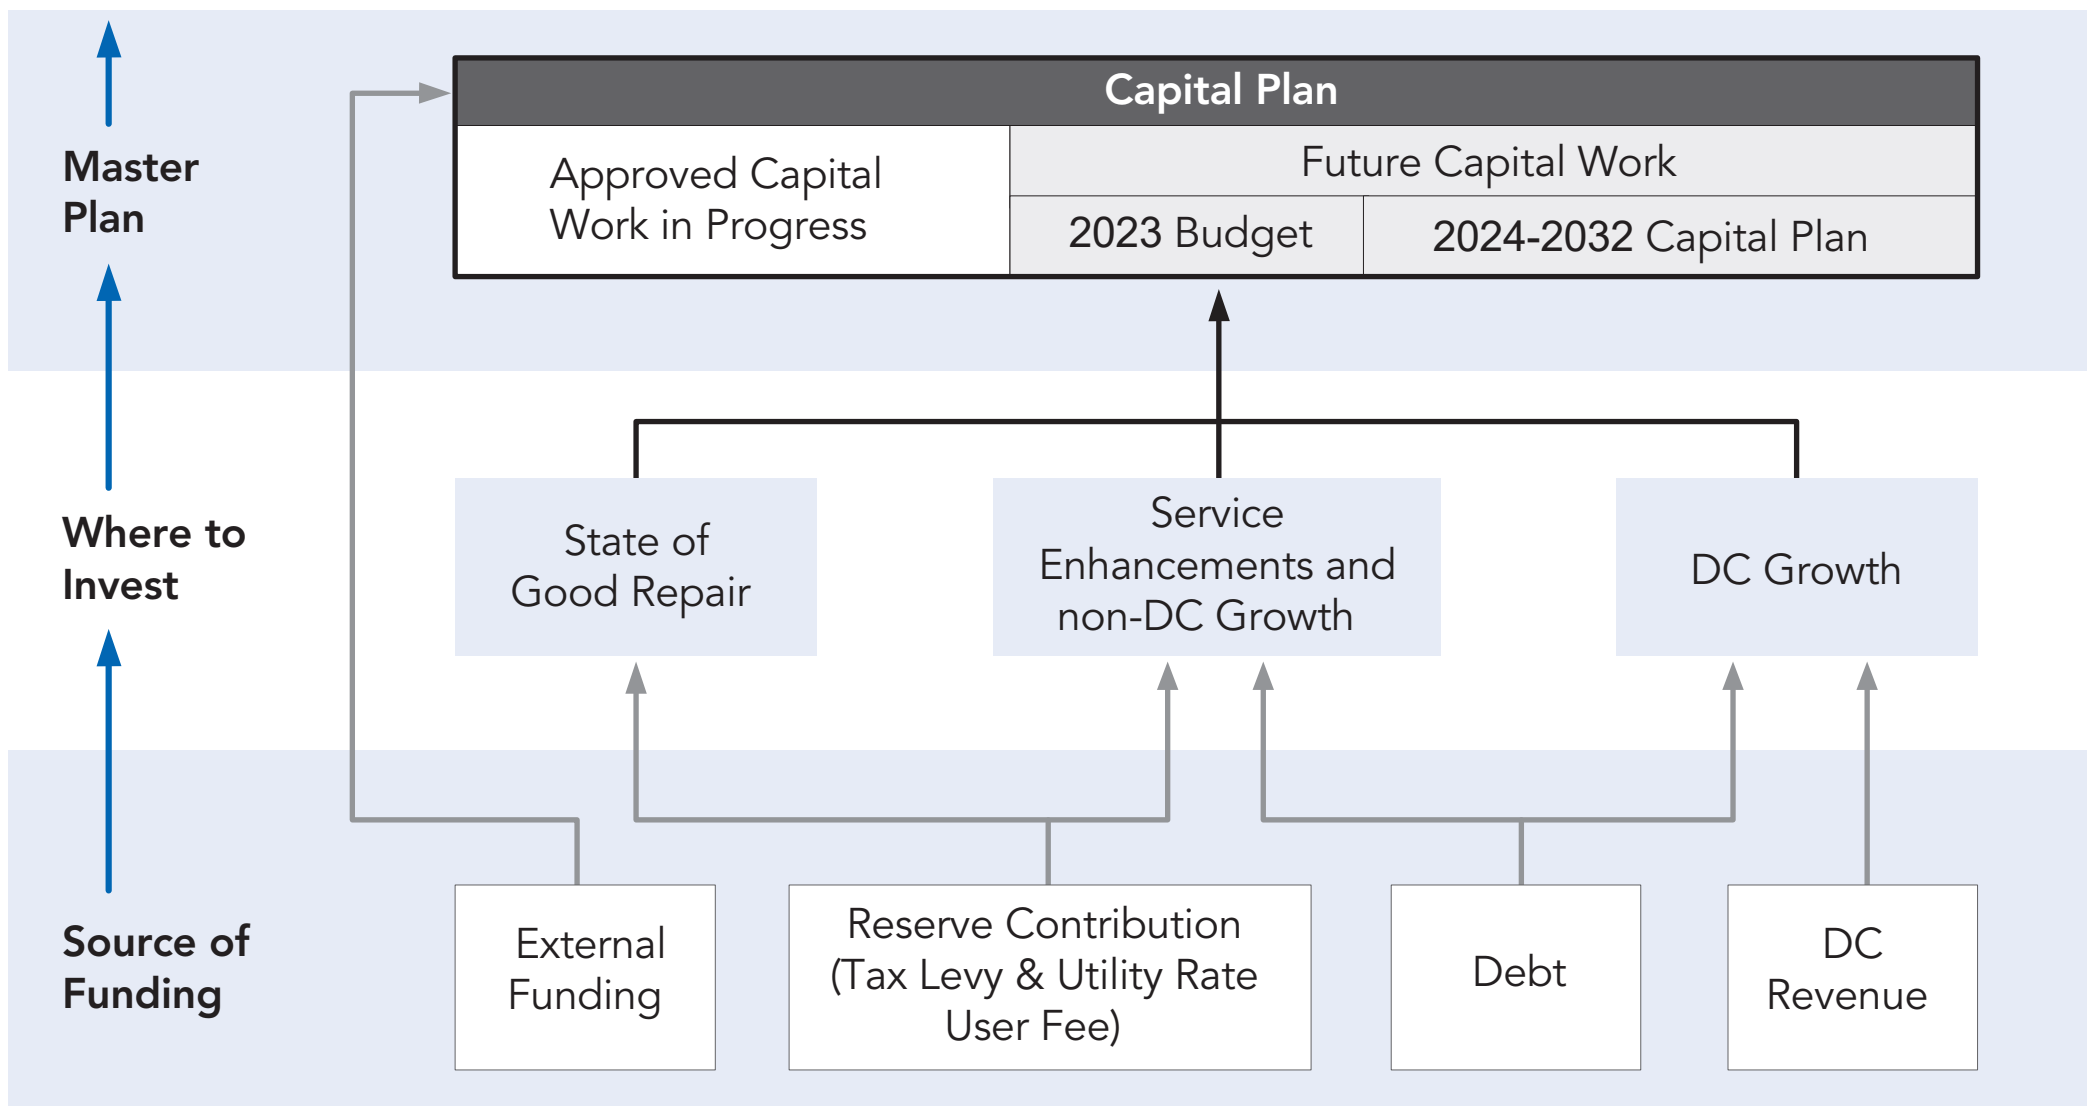 Master
Plan
Capital Plan
Approved Capital
Work in Progress
Future Capital Work
2023 Budget
2024-2032 Capital Plan
Where to
Invest
State of
Good Repair
Service
Enhancements and
non-DC Growth
DC Growth
Source of
Funding
External
Funding
Reserve Contribution
(Tax Levy & Utility Rate
User Fee)
Debt
DC
Revenue